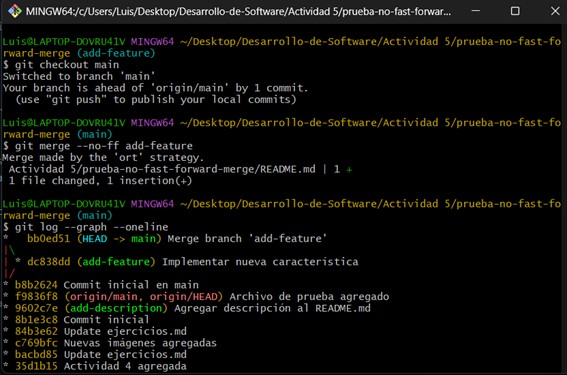 MINGW64:/c/Users/Luis/Desktop/Desarrollo-de-Software/Actividad 5/prueba-no-fast-forward-...
Luis@LAPTOP-DOVRU41V MINGW64 ~/Desktop/Desarrollo-de-Software/Actividad 5/prueba-no-fast-fo
rward-merge (add-feature)
$ git checkout main
Switched to branch 'main'
Your branch is ahead of 'origin/main' by 1 commit.
  (use "git push" to publish your local commits)
Luis@LAPTOP-DOVRU41V MINGW64 ~/Desktop/Desarrollo-de-Software/Actividad 5/prueba-no-fast-fo
rward-merge (main)
$ git merge --no-ff add-feature
Merge made by the 'ort' strategy.
 Actividad 5/prueba-no-fast-forward-merge/README.md | 1 +
 1 file changed, 1 insertion(+)
Luis@LAPTOP-DOVRU41V MINGW64 ~/Desktop/Desarrollo-de-Software/Actividad 5/prueba-no-fast-fo
rward-merge (main)
$ git log --graph --oneline
*   bb0ed51 (HEAD -> main) Merge branch 'add-feature'
|\
| * dc838dd (add-feature) Implementar nueva caracteristica
|/
* b8b2624 Commit inicial en main
* f9836f8 (origin/main, origin/HEAD) Archivo de prueba agregado
* 9602c7e (add-description) Agregar descripción al README.md
* 8b1e3c8 Commit inicial
* 84b3e62 Update ejercicios.md
* c769bfc Nuevas imágenes agregadas
* bacbd85 Update ejercicios.md
* 35d1b15 Actividad 4 agregada